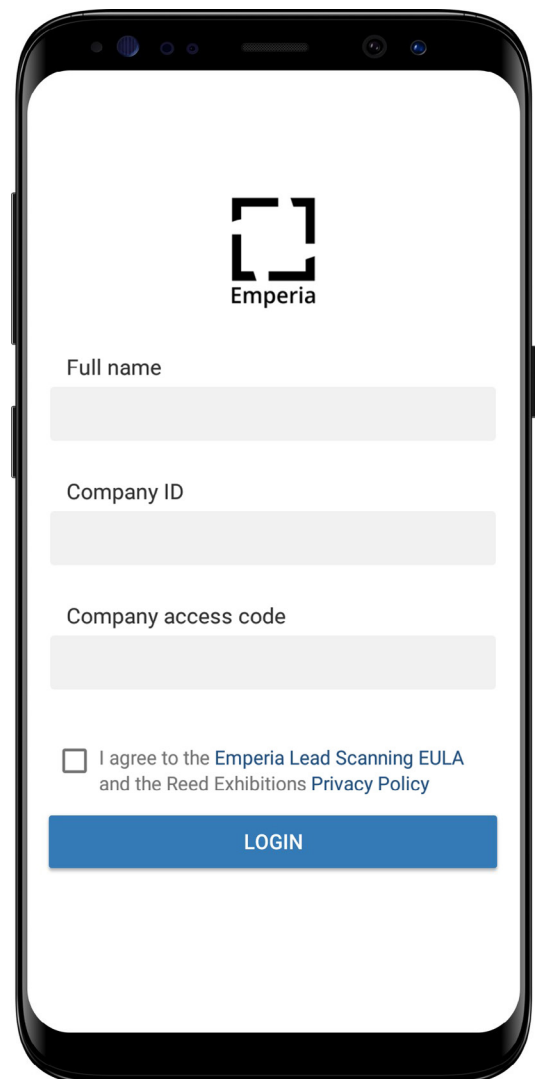 Emperia
Full name
Company ID
Company access code
I agree to the Emperia Lead Scanning EULA
and the Reed Exhibitions Privacy Policy
LOGIN